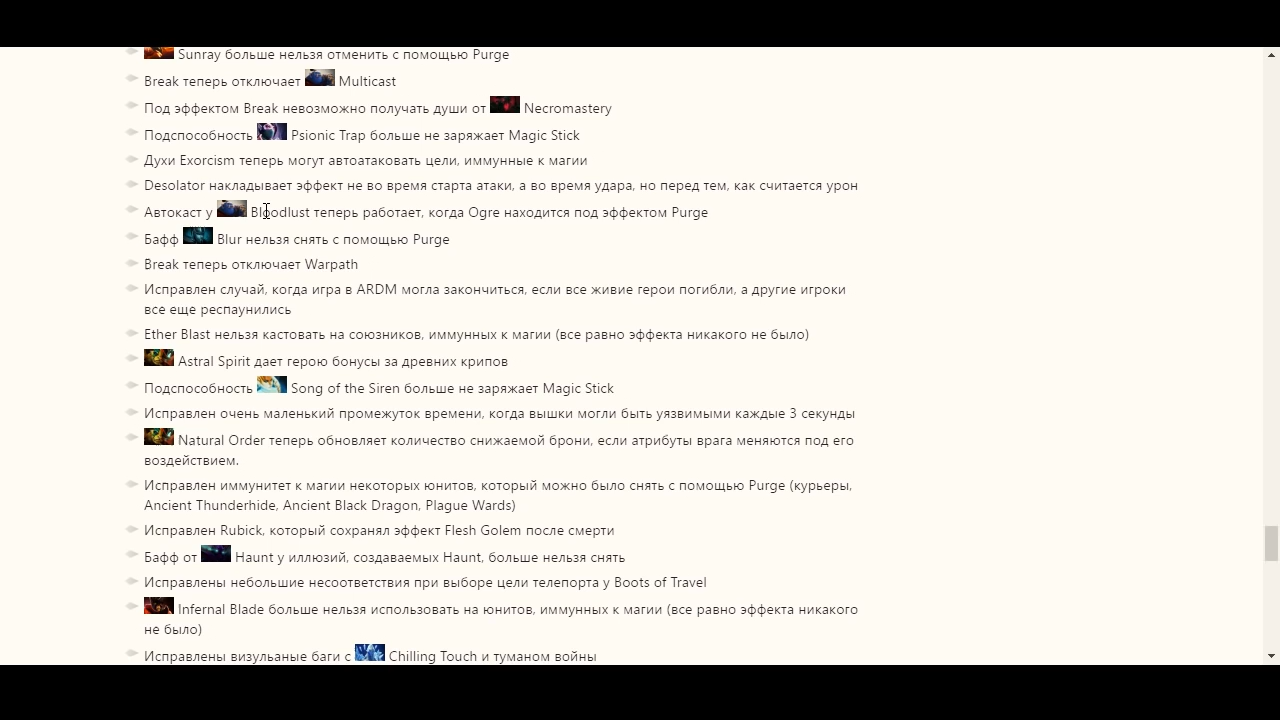 Sunray больше нельзя отменить с помощью Purge
Break теперь отключает Multicast
Под эффектом Break невозможно получать души от Necromastery
Подспособность Psionic Trap больше не заряжает Magic Stick
Духи Exorcism теперь могут автоатаковать цели, иммунные к магии
Desolator накладывает эффект не во время старта атаки, а во время удара, но перед тем, как считается урон
Автокаст у Bloodlust теперь работает, когда Ogre находится под эффектом Purge
Бафф Blur нельзя снять с помощью Purge
Break теперь отключает Warpath
Исправлен случай, когда игра в ARDM могла закончиться, если все живие герои погибли, а другие игроки
все ещё респаунились
Ether Blast нельзя кастовать на союзников, иммунных к магии (все равно эффекта никакого не было)
Astral Spirit дает герою бонусы за древних крипов
Подспособность Song of the Siren больше не заряжает Magic Stick
Исправлен очень маленький промежуток времени, когда вышки могли быть уязвимыми каждые 3 секунды
Natural Order теперь обновляет количество снижаемой брони, если атрибуты врага меняются под его
воздействием.
Исправлен иммунитет к магии некоторых юнитов, который можно было снять с помощью Purge (курьеры,
Ancient Thunderhide, Ancient Black Dragon, Plague Wards)
Исправлен Rubick, который сохранял эффект Flesh Golem после смерти
Бафф от Haunt у иллюзий, создаваемых Haunt, больше нельзя снять
Исправлены небольшие несоответствия при выборе цели телепорта у Boots of Travel
Infernal Blade больше нельзя использовать на юнитов, иммунных к магии (все равно эффекта никакого
не было)
Исправлены визульаные баги с Chilling Touch и туманом войны